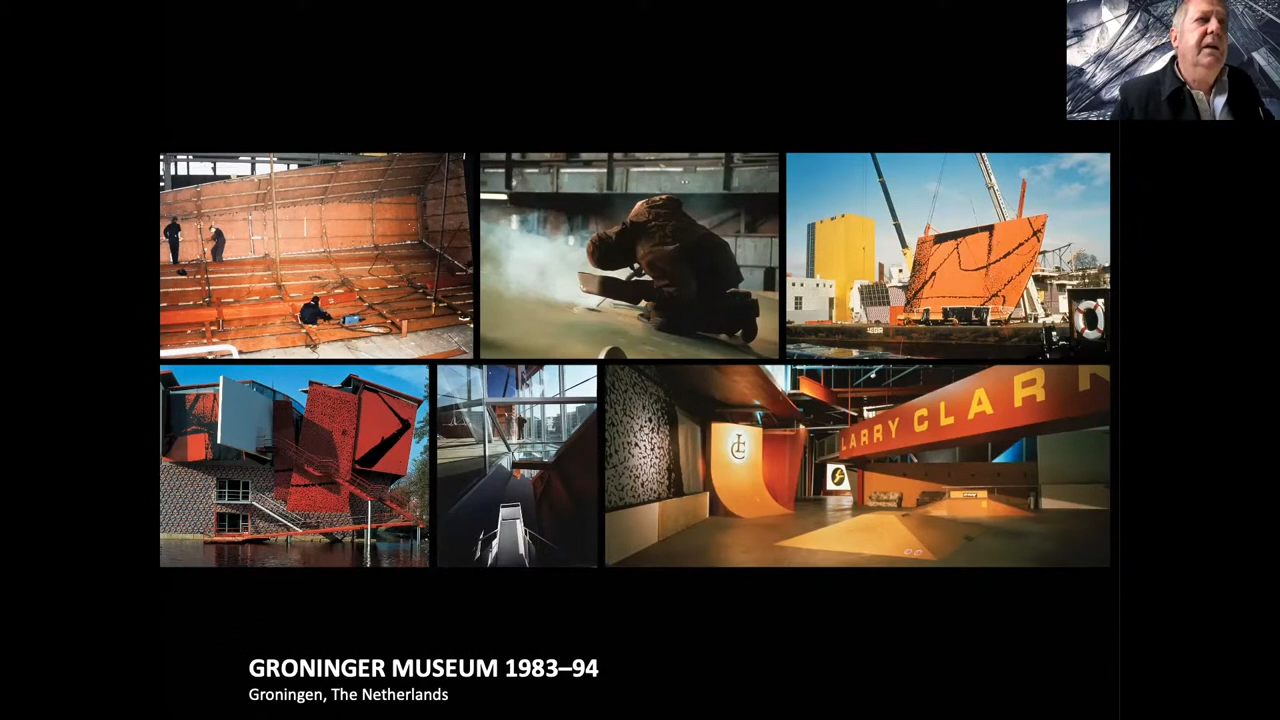 LARRY CLAR K
GRONINGER MUSEUM 1983–94
Groningen, The Netherlands